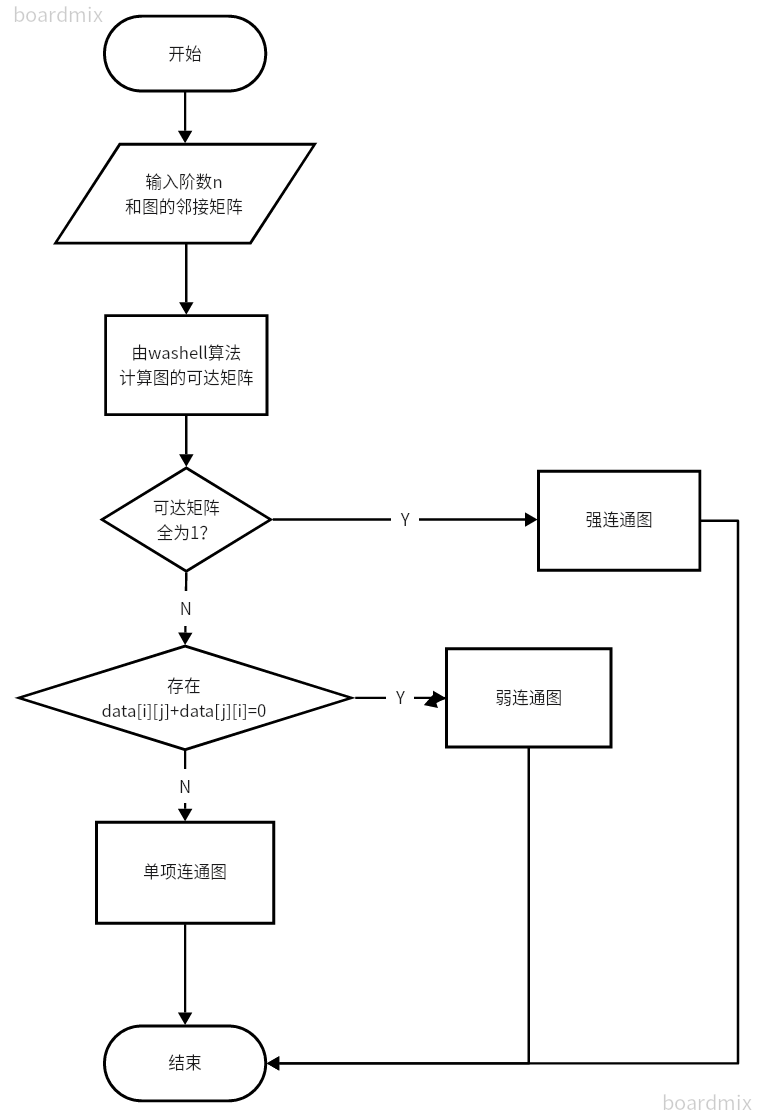 boardmix
开始
输入阶数n
和图的邻接矩阵
由washell算法
计算图的可达矩阵
可达矩阵
全为1?
Y
强连通图
N
存在
data[i][j]+data[j][i]=0
Y
弱连通图
N
单项连通图
结束
boardmix